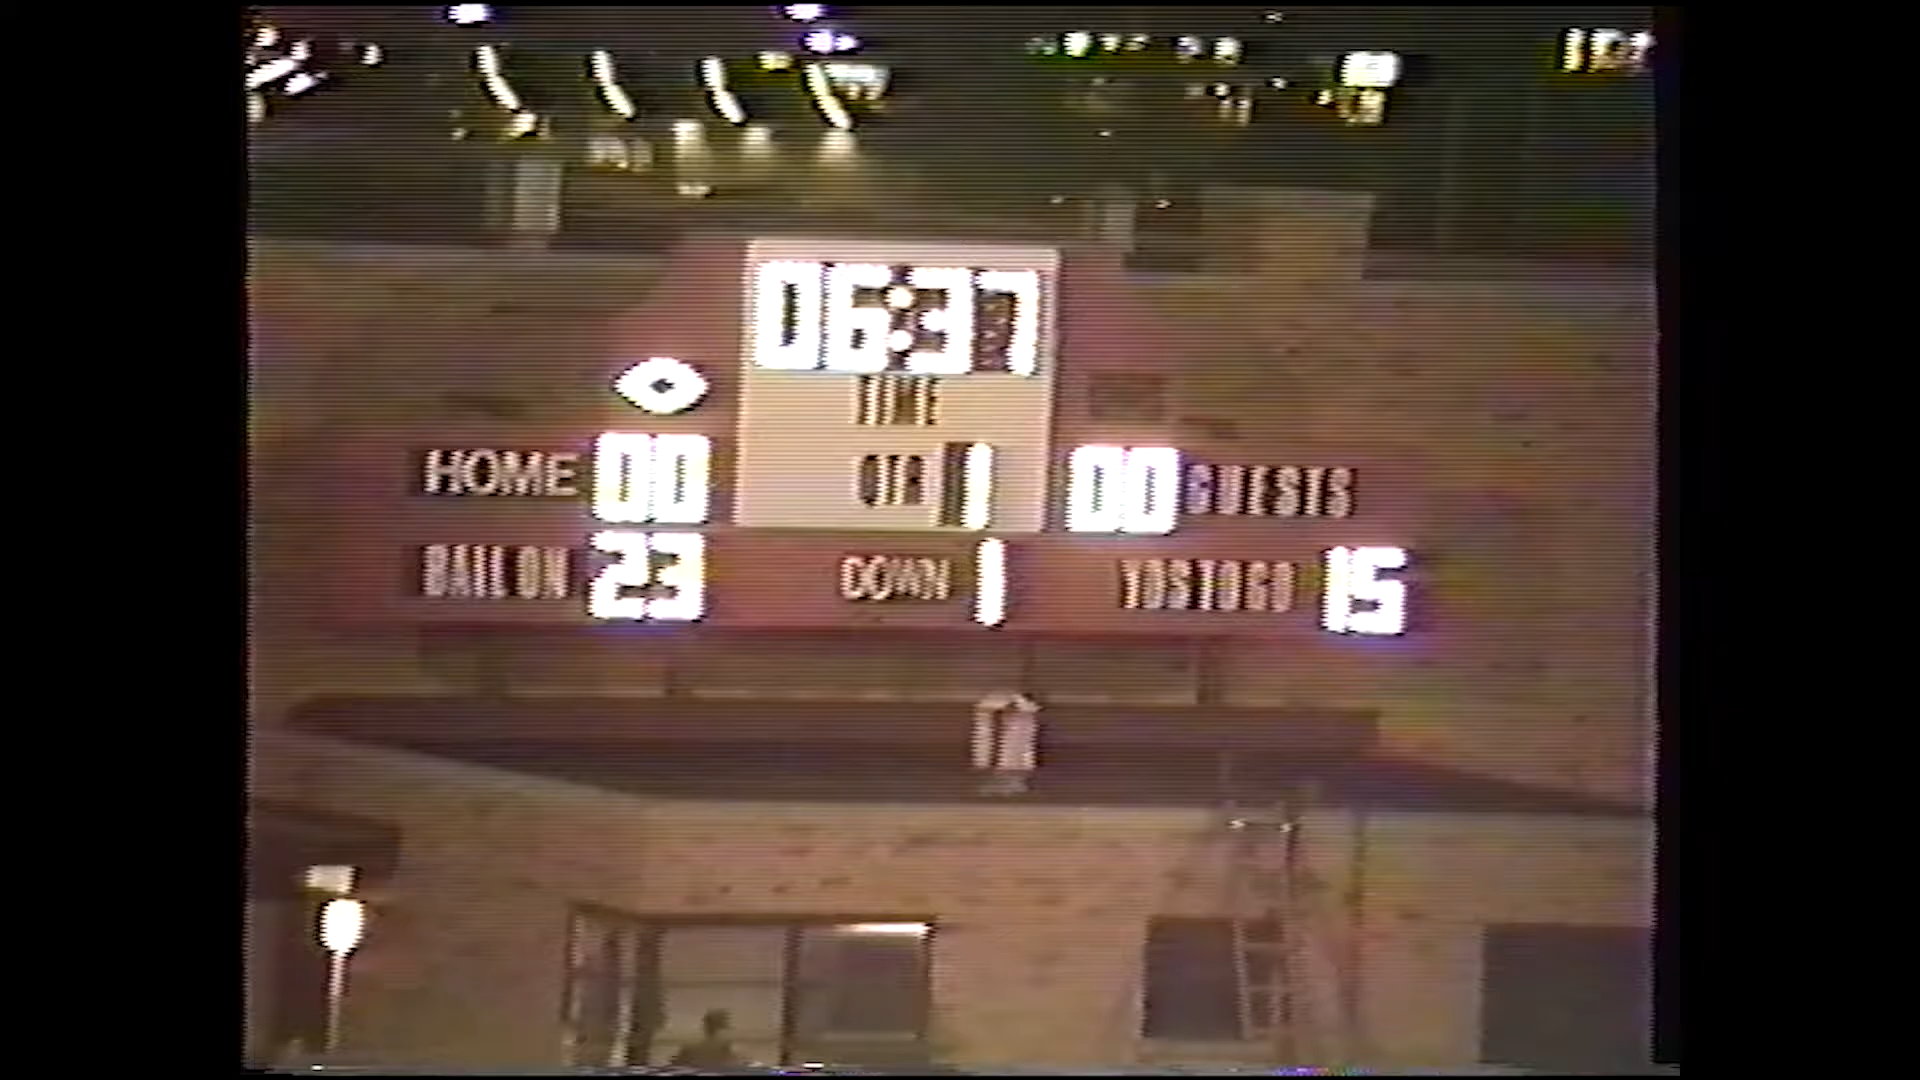 06:37
TIME
HOME 00 QTR 1 00 GUESTS
BALL ON 23 DOWN 1 YDS TO GO 15